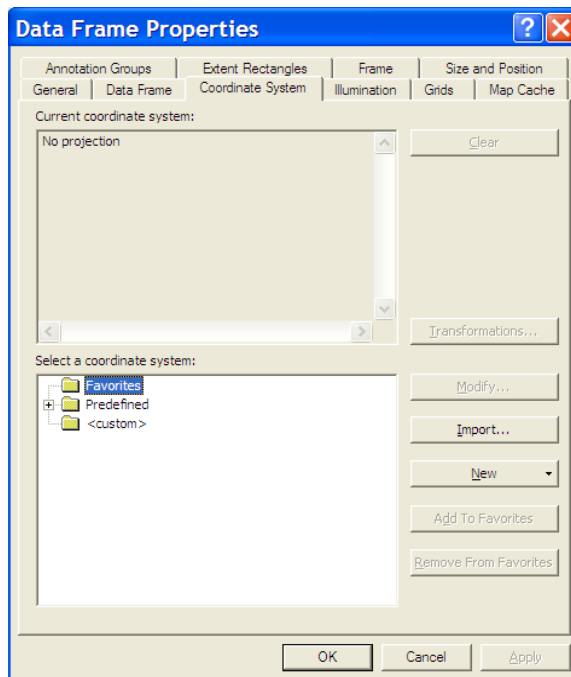 Data Frame Properties
Annotation Groups Extent Rectangles Frame Size and Position
General Data Frame Coordinate System Illumination Grids Map Cache
Current coordinate system:
No projection
Clear
Transformations...
Select a coordinate system:
Favorites
Predefined
<custom>
Modify...
Import...
New
Add To Favorites
Remove From Favorites
OK Cancel Apply